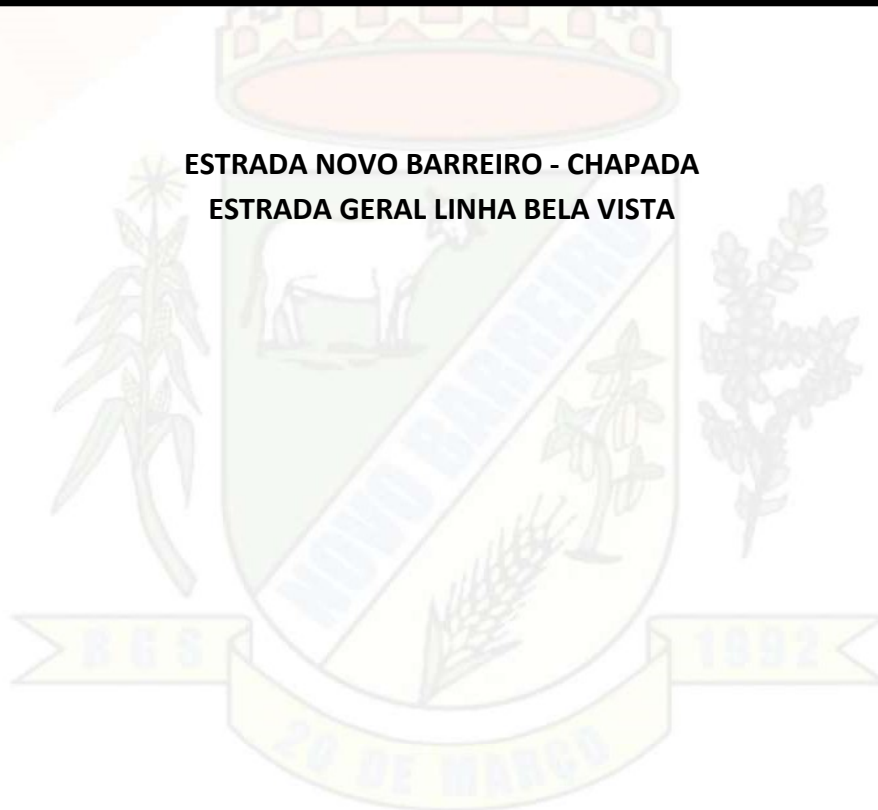 ESTRADA NOVO BARREIRO - CHAPADA
ESTRADA GERAL LINHA BELA VISTA
NOVO BARREIRO
RGS
1992
20 DE MARÇO